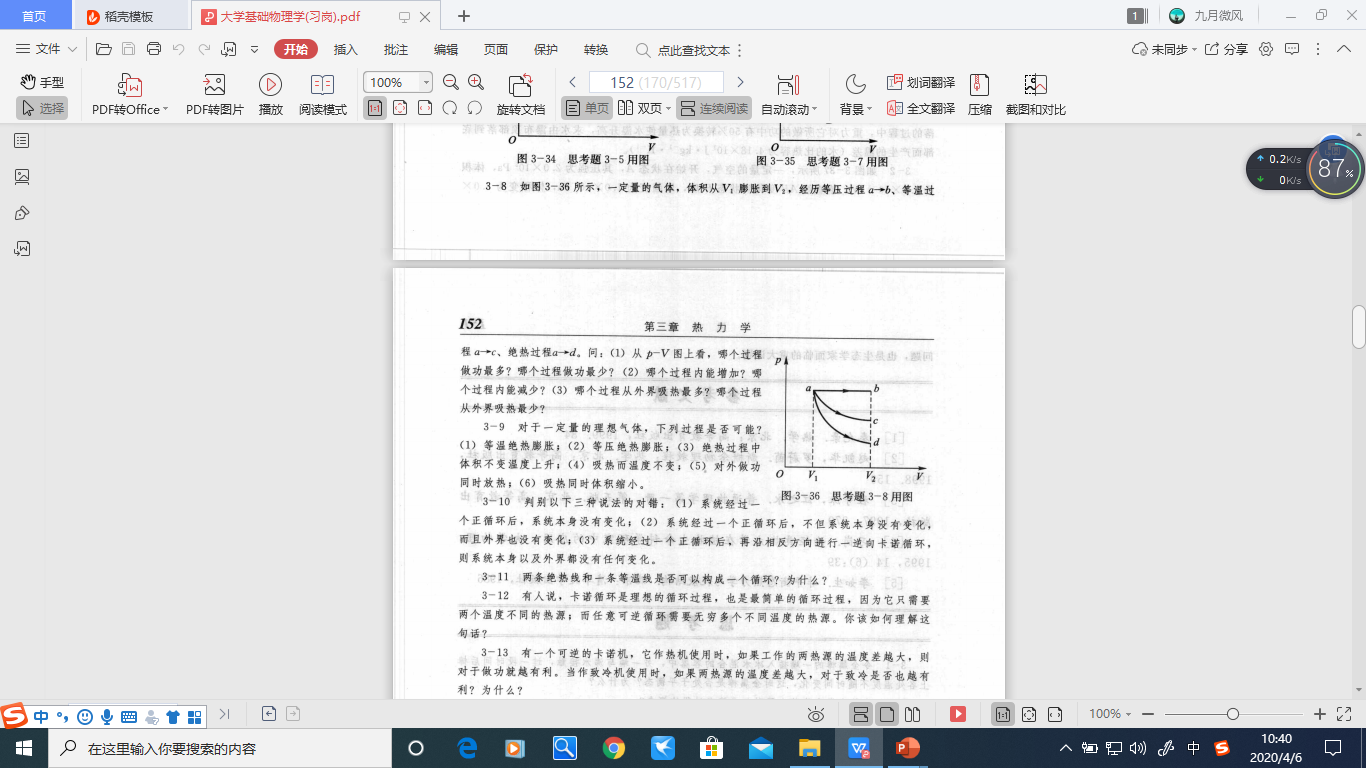 首页
稻壳模板
大学基础物理学(习岗).pdf
1
九月微风
文件
开始
插入
批注
编辑
页面
保护
转换
点此查找文本
未同步
分享
手型
选择
PDF转Office
PDF转图片
播放
阅读模式
100%
旋转文档
152 (170/517)
单页
双页
连续阅读
自动滚动
背景
划词翻译
全文翻译
压缩
截图和对比
O
V
O
V
图 3-34 思考题 3-5 用图
图 3-35 思考题 3-7 用图
3-8 如图 3-36 所示，一定量的气体，体积从 V₁ 膨胀到 V₂，经历等压过程 a→b、等温过
0.2K/s
0K/s
87%
152
第三章 热 力 学
程 a→c、绝热过程a→d。问：(1) 从 p-V 图上看，哪个过程
做功最多？哪个过程做功最少？(2) 哪个过程内能增加？哪
个过程内能减少？(3) 哪个过程从外界吸热最多？哪个过程
从外界吸热最少？
3-9 对于一定量的理想气体，下列过程是否可能？
(1) 等温绝热膨胀；(2) 等压绝热膨胀；(3) 绝热过程中
体积不变温度上升；(4) 吸热而温度不变；(5) 对外做功
同时放热；(6) 吸热同时体积缩小。
p
a
b
c
d
O
V₁
V₂
V
图 3-36 思考题 3-8 用图
3-10 判别以下三种说法的对错：(1) 系统经过一
个正循环后，系统本身没有变化；(2) 系统经过一个正循环后，不但系统本身没有变化，
而且外界也没有变化；(3) 系统经过一个正循环后，再沿相反方向进行一逆向卡诺循环，
则系统本身以及外界都没有任何变化。
3-11 两条绝热线和一条等温线是否可以构成一个循环？为什么？
3-12 有人说，卡诺循环是理想的循环过程，也是最简单的循环过程，因为它只需要
两个温度不同的热源；而任意可逆循环需要无穷多个不同温度的热源。你该如何理解这
句话？
3-13 有一个可逆的卡诺机，它作热机使用时，如果工作的两热源的温度差越大，则
对于做功就越有利。当作致冷机使用时，如果两热源的温度差越大，对于致冷是否也越有
利？为什么？
中
100%
在这里输入你要搜索的内容
中
10:40
2020/4/6